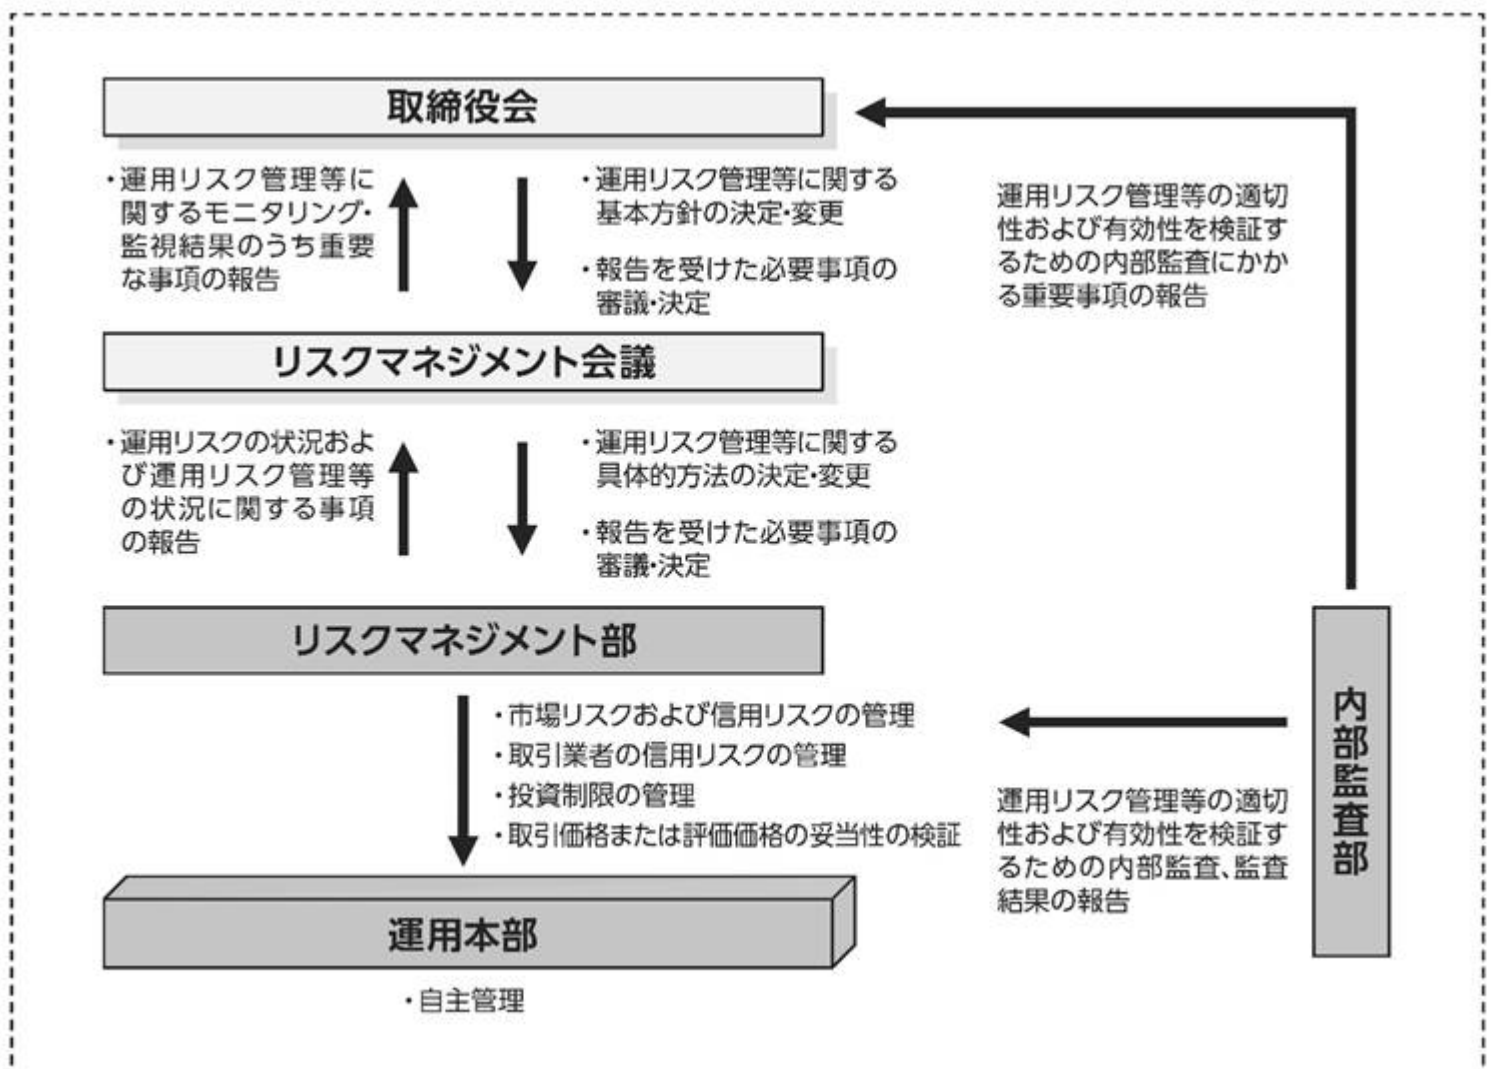 取締役会
・運用リスク管理等に
関するモニタリング・
監視結果のうち重要
な事項の報告
・運用リスク管理等に関する
基本方針の決定・変更
・報告を受けた必要事項の
審議・決定
運用リスク管理等の適切
性および有効性を検証す
るための内部監査にかか
る重要事項の報告
リスクマネジメント会議
・運用リスクの状況およ
び運用リスク管理等
の状況に関する事項
の報告
・運用リスク管理等に関する
具体的方法の決定・変更
・報告を受けた必要事項の
審議・決定
リスクマネジメント部
・市場リスクおよび信用リスクの管理
・取引業者の信用リスクの管理
・投資制限の管理
・取引価格または評価価格の妥当性の検証
運用リスク管理等の適切
性および有効性を検証す
るための内部監査、監査
結果の報告
内部監査部
運用本部
・自主管理